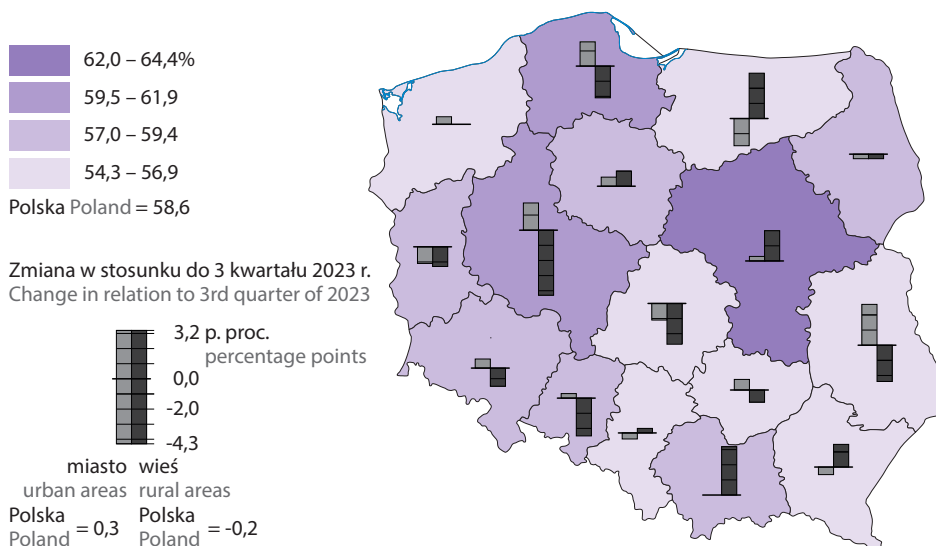 62,0 – 64,4%
59,5 – 61,9
57,0 – 59,4
54,3 – 56,9
Polska Poland = 58,6
Zmiana w stosunku do 3 kwartału 2023 r.
Change in relation to 3rd quarter of 2023
3,2 p. proc.
percentage points
0,0
-2,0
-4,3
miasto wieś
urban areas rural areas
Polska Poland = 0,3 Polska Poland = -0,2